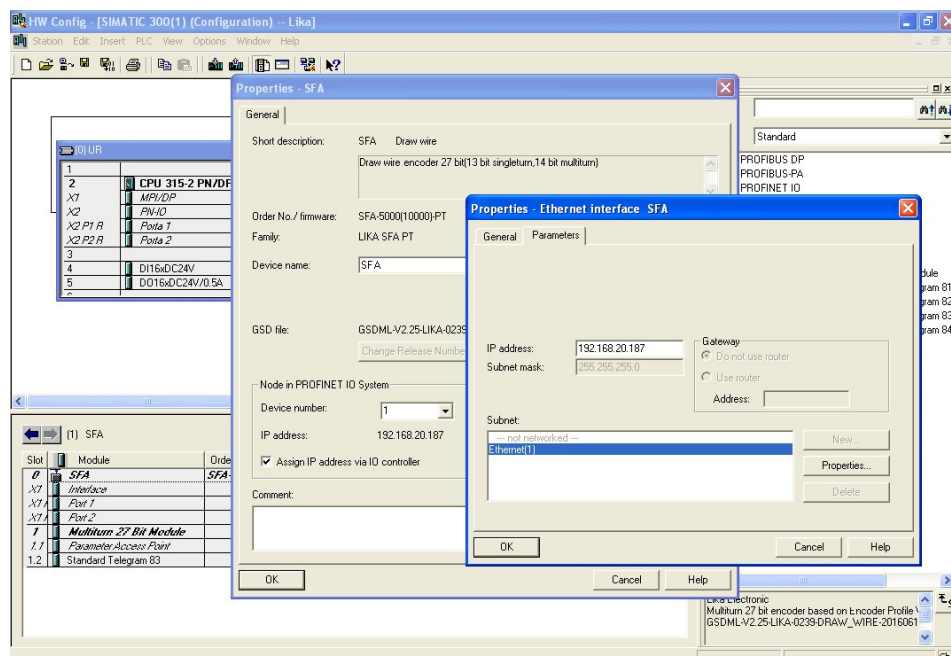 HW Config - [SIMATIC 300(1) (Configuration) -- Lika]
Station Edit Insert PLC View Options Window Help
(0) UR
1
2 CPU 315-2 PN/DP
X1 MPI/DP
X2 PN-IO
X2 P1 R Porta 1
X2 P2 R Porta 2
3
4 DI16xDC24V
5 DO16xDC24V/0.5A
Properties - SFA
General
Short description: SFA Draw wire
Draw wire encoder 27 bit(13 bit singleturn,14 bit multiturn)
Order No./ firmware: SFA-5000(10000)-PT
Family: LIKA SFA PT
Device name: SFA
GSD file: GSDML-V2.25-LIKA-0239
Change Release Numbe
Node in PROFINET IO System
Device number: 1
IP address: 192.168.20.187
Assign IP address via IO controller
Comment:
OK Cancel Help
Properties - Ethernet interface SFA
General Parameters
IP address: 192.168.20.187
Subnet mask: 255.255.255.0
Gateway
Do not use router
Use router
Address:
Subnet:
--- not networked ---
Ethernet(1)
New...
Properties...
Delete
OK Cancel Help
Standard
PROFIBUS DP
PROFIBUS-PA
PROFINET IO
dule
gram 81
gram 82
gram 83
gram 84
(1) SFA
Slot Module Orde
0 SFA SFA-
X1 Interface
Port 1
Port 2
1 Multiturn 27 Bit Module
1.1 Parameter Access Point
1.2 Standard Telegram 83
Lika Electronic
Multiturn 27 bit encoder based on Encoder Profile V
GSDML-V2.25-LIKA-0239-DRAW_WIRE-2016061